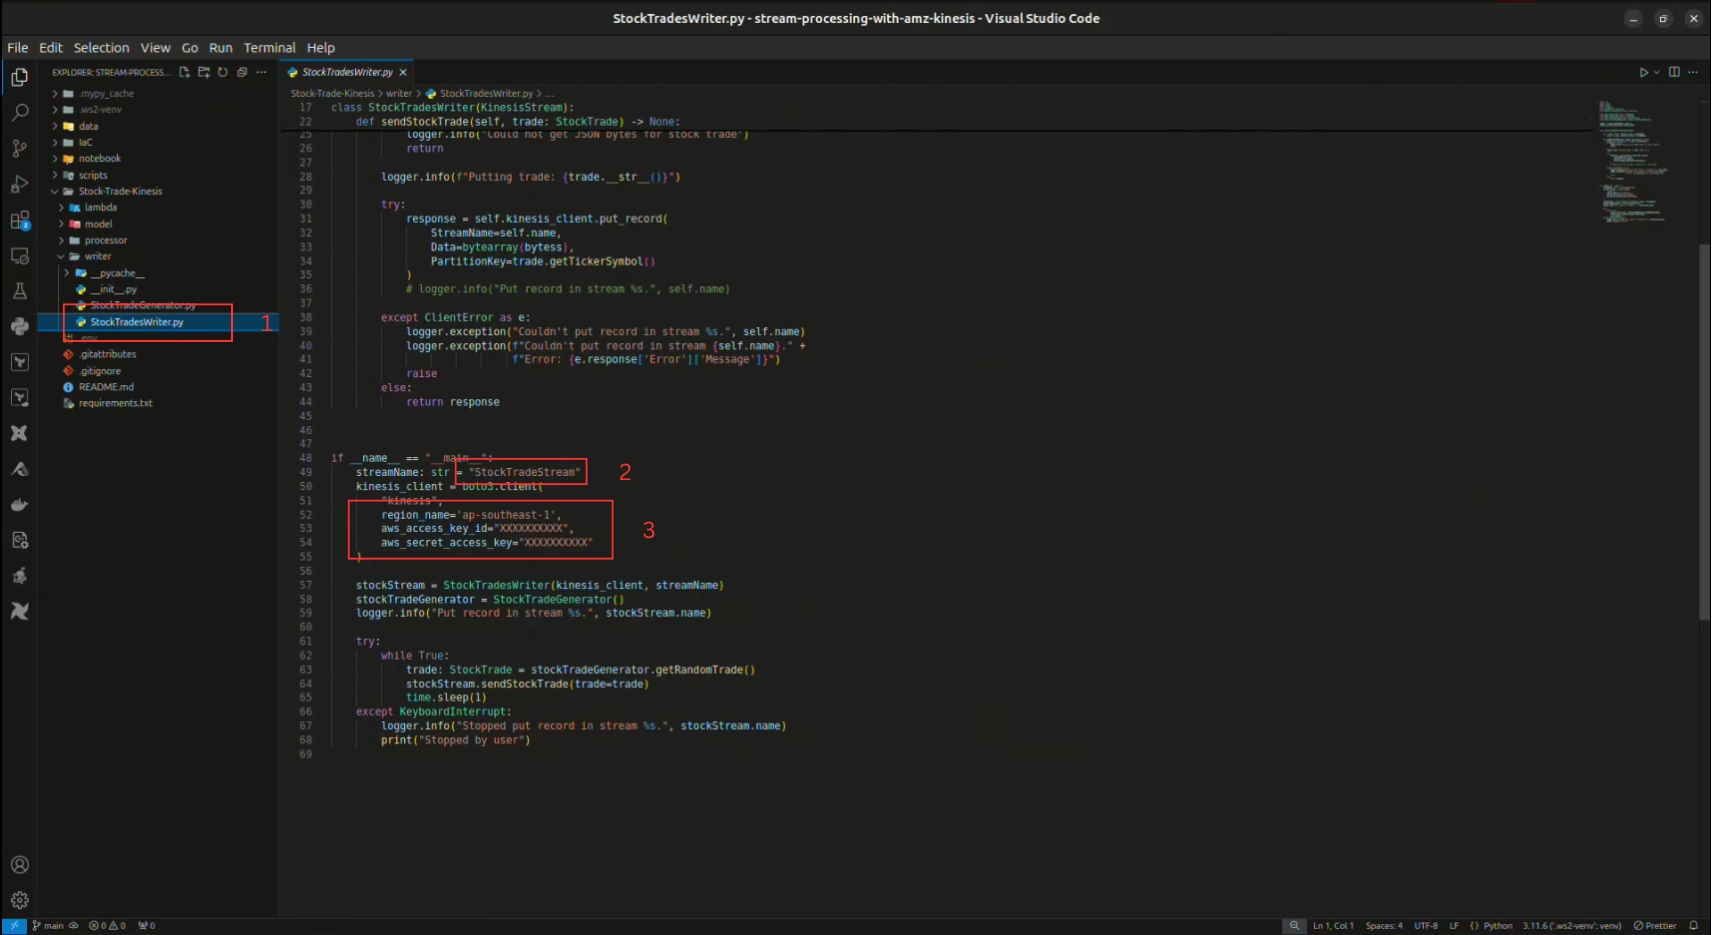 StockTradesWriter.py - stream-processing-with-amz-kinesis - Visual Studio Code
File Edit Selection View Go Run Terminal Help
EXPLORER: STREAM-PROCESS...
StockTradesWriter.py
.mypy_cache
.ws2-venv
data
IaC
notebook
scripts
Stock-Trade-Kinesis
lambda
model
processor
writer
__pycache__
__init__.py
StockTradeGenerator.py
StockTradesWriter.py
1
.env
.gitattributes
.gitignore
README.md
requirements.txt
2
Stock-Trade-Kinesis > writer > StockTradesWriter.py > ...
17 class StockTradesWriter(KinesisStream):
22 def sendStockTrade(self, trade: StockTrade) -> None:
25 logger.info("Could not get JSON bytes for stock trade")
26 return
27
28 logger.info(f"Putting trade: {trade.__str__()}")
29
30 try:
31 response = self.kinesis_client.put_record(
32 StreamName=self.name,
33 Data=bytearray(bytess),
34 PartitionKey=trade.getTickerSymbol()
35 )
36 # logger.info("Put record in stream %s.", self.name)
37
38 except ClientError as e:
39 logger.exception("Couldn't put record in stream %s.", self.name)
40 logger.exception(f"Couldn't put record in stream {self.name}." +
41 f"Error: {e.response['Error']['Message']}")
42 raise
43 else:
44 return response
45
46
47
48 if __name__ == "__main__":
49 streamName: str = "StockTradeStream"
2
50 kinesis_client = boto3.client(
51 "kinesis",
52 region_name='ap-southeast-1',
53 aws_access_key_id="XXXXXXXXXX",
3
54 aws_secret_access_key="XXXXXXXXXX"
55 )
56
57 stockStream = StockTradesWriter(kinesis_client, streamName)
58 stockTradeGenerator = StockTradeGenerator()
59 logger.info("Put record in stream %s.", stockStream.name)
60
61 try:
62 while True:
63 trade: StockTrade = stockTradeGenerator.getRandomTrade()
64 stockStream.sendStockTrade(trade=trade)
65 time.sleep(1)
66 except KeyboardInterrupt:
67 logger.info("Stopped put record in stream %s.", stockStream.name)
68 print("Stopped by user")
69
main 0 0 0 Ln 1, Col 1 Spaces: 4 UTF-8 LF {} Python 3.11.6 ('.ws2-venv': venv) Prettier